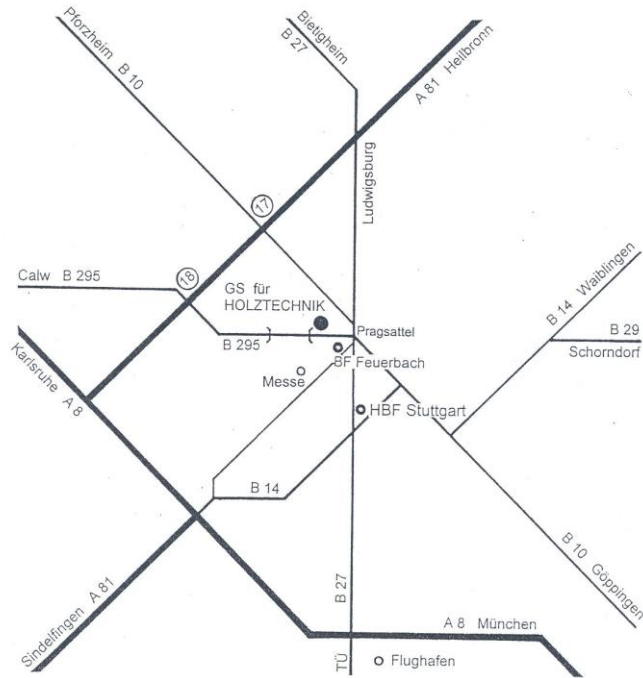 Pforzheim B 10
Bietigheim
B 27
A 81 Heilbronn
Ludwigsburg
17
18
Calw B 295
GS für
HOLZTECHNIK
B 14 Waiblingen
B 29
Schorndorf
Pragsattel
B 295
BF Feuerbach
Messe
Karlsruhe A 8
HBF Stuttgart
B 14
B 10 Göppingen
B 27
Sindelfingen A 81
A 8 München
TÜ
Flughafen